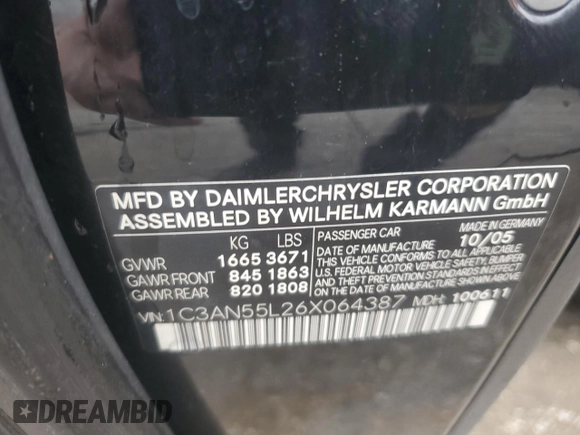 MFD BY DAIMLERCHRYSLER CORPORATION
ASSEMBLED BY WILHELM KARMANN GmbH
KG LBS
GVWR 1665 3671
GAWR FRONT 845 1863
GAWR REAR 820 1808
PASSENGER CAR MADE IN GERMANY
DATE OF MANUFACTURE 10/05
THIS VEHICLE CONFORMS TO ALL APPLICABLE
U.S. FEDERAL MOTOR VEHICLE SAFETY, BUMPER
AND THEFT PREVENTION STANDARDS IN EFFECT
ON THE DATE OF MANUFACTURE SHOWN ABOVE.
VIN: 1C3AN55L26X064387 MDH: 100611
DREAMBID